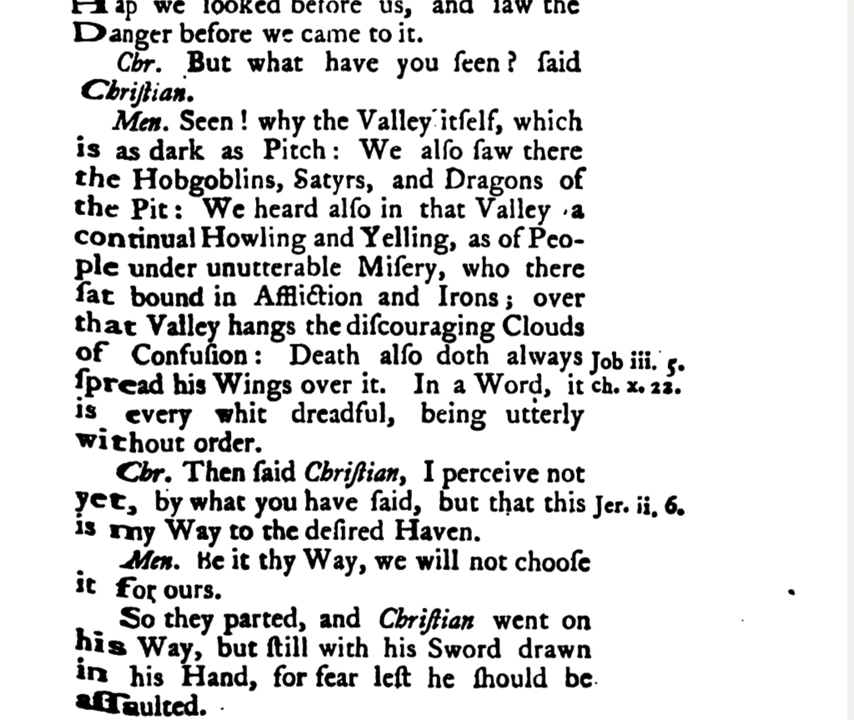 Hap we looked before us, and ſaw the
Danger before we came to it.
Chr. But what have you ſeen? ſaid
Chriſtian.
Men. Seen! why the Valley itſelf, which
is as dark as Pitch: We alſo ſaw there
the Hobgoblins, Satyrs, and Dragons of
the Pit: We heard alſo in that Valley a
continual Howling and Yelling, as of Peo-
ple under unutterable Miſery, who there
ſat bound in Affliction and Irons; over
that Valley hangs the diſcouraging Clouds
of Confuſion: Death alſo doth always Job iii. 5.
ſpread his Wings over it. In a Word, it ch. x. 22.
is every whit dreadful, being utterly
without order.
Chr. Then ſaid Chriſtian, I perceive not
yet, by what you have ſaid, but that this Jer. ii. 6.
is my Way to the deſired Haven.
Men. Be it thy Way, we will not chooſe
it for ours.
So they parted, and Chriſtian went on
his Way, but ſtill with his Sword drawn
in his Hand, for fear leſt he ſhould be
aſſaulted.